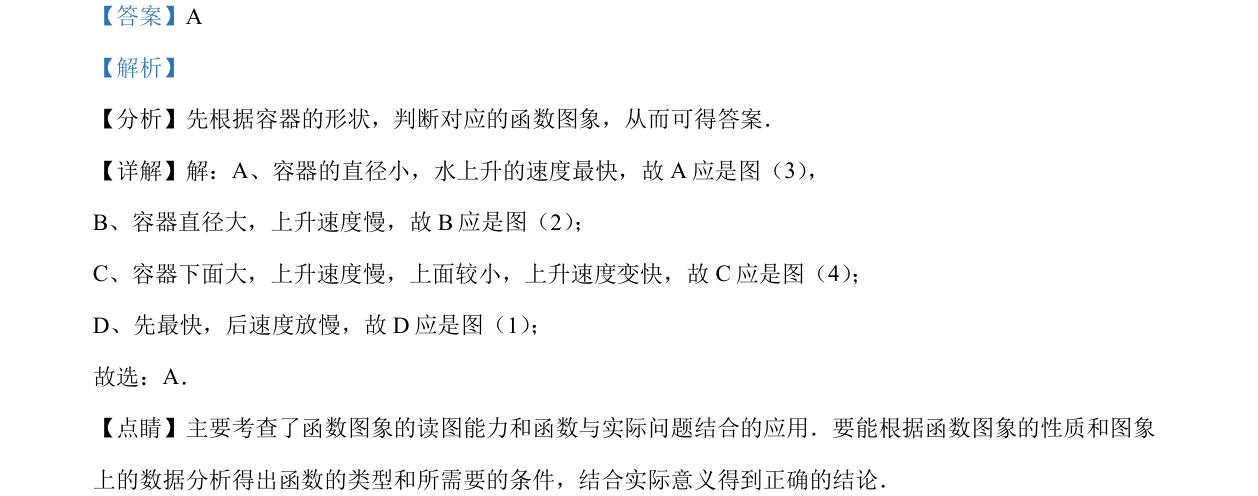 【答案】A
【解析】
【分析】先根据容器的形状，判断对应的函数图象，从而可得答案．
【详解】解：A、容器的直径小，水上升的速度最快，故 A 应是图（3），
B、容器直径大，上升速度慢，故 B 应是图（2）；
C、容器下面大，上升速度慢，上面较小，上升速度变快，故 C 应是图（4）；
D、先最快，后速度放慢，故 D 应是图（1）；
故选：A．
【点睛】主要考查了函数图象的读图能力和函数与实际问题结合的应用．要能根据函数图象的性质和图象
上的数据分析得出函数的类型和所需要的条件，结合实际意义得到正确的结论．